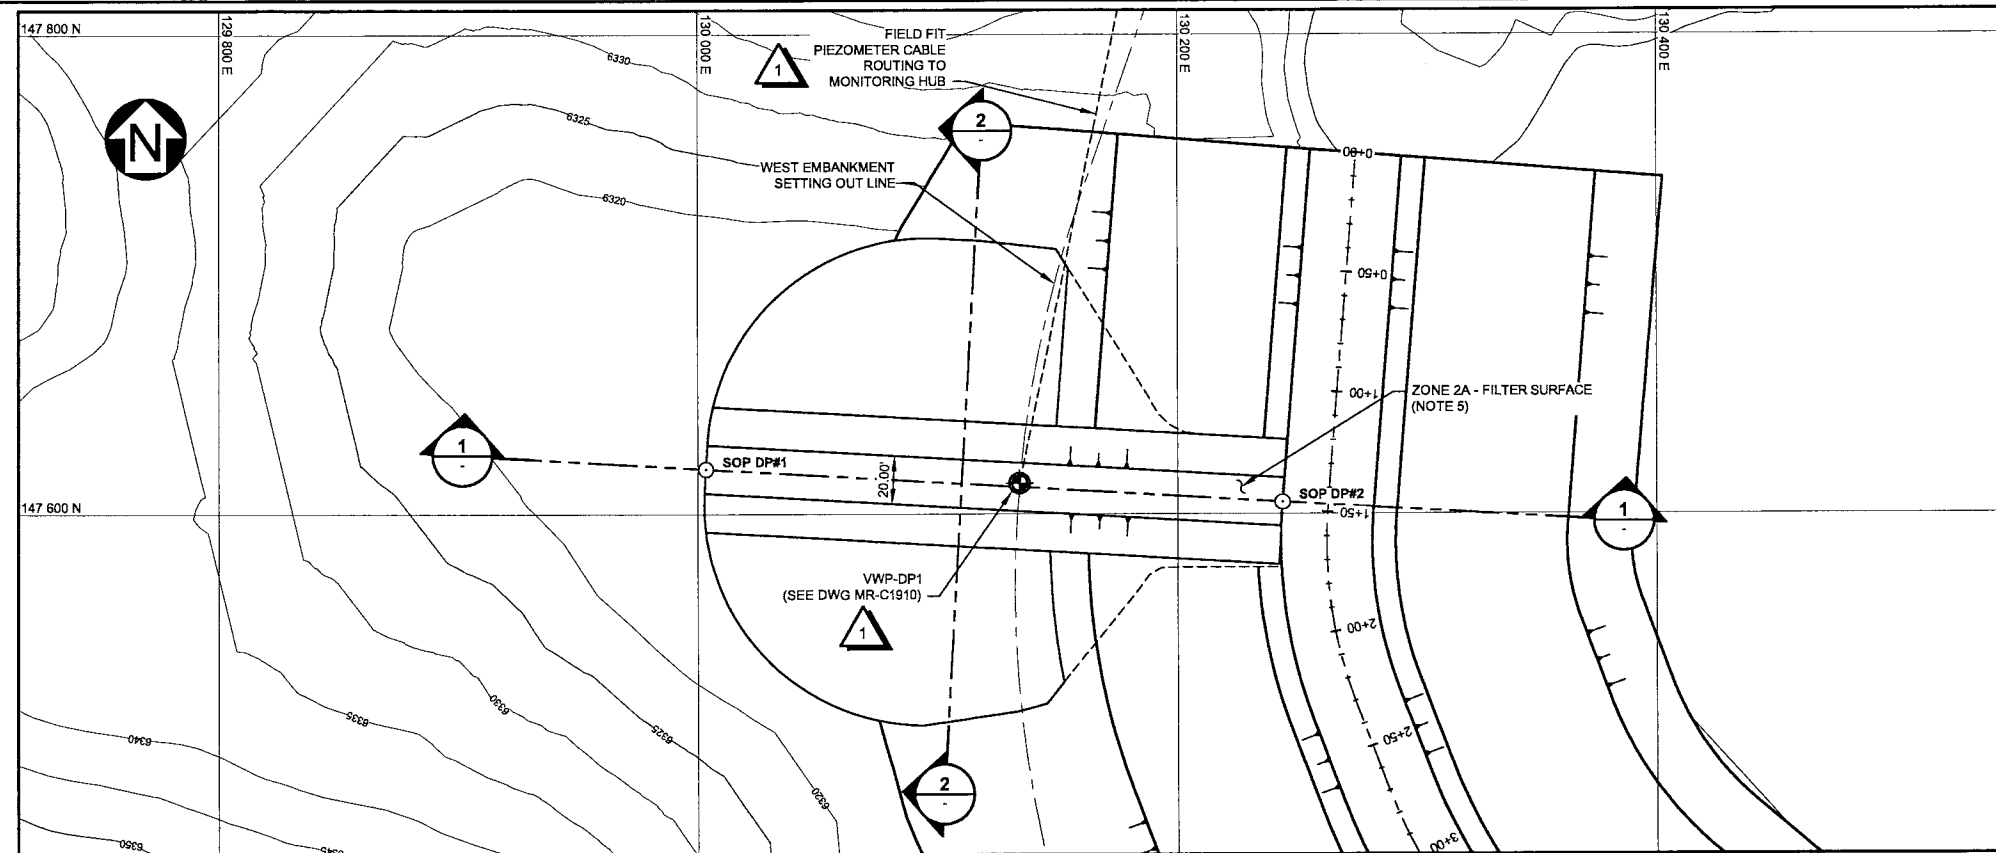 147 800 N
129 800 E
130 000 E
130 200 E
130 400 E
FIELD FIT
PIEZOMETER CABLE
ROUTING TO
MONITORING HUB
1
6330
N
6325
2
-
WEST EMBANKMENT
SETTING OUT LINE
6320
0+00
0+50
1+00
ZONE 2A - FILTER SURFACE
(NOTE 5)
1
-
SOP DP#1
20.00'
SOP DP#2
1+50
1
-
147 600 N
VWP-DP1
(SEE DWG MR-C1910)
1
2+00
2+50
3+00
6340
6335
6330
6325
6320
2
-
6350
6345